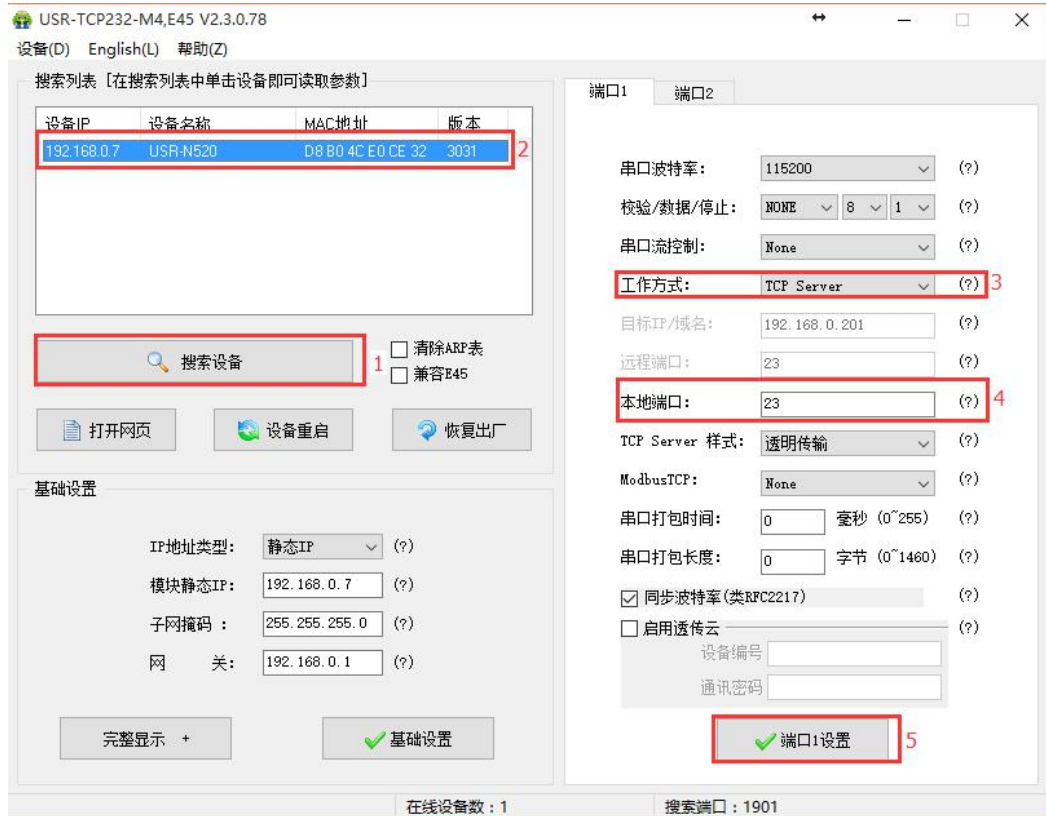 USR-TCP232-M4,E45 V2.3.0.78
设备(D) English(L) 帮助(Z)
搜索列表 [在搜索列表中单击设备即可读取参数]
设备IP 设备名称 MAC地址 版本
192.168.0.7 USR-N520 D8 B0 4C E0 CE 32 3031 2
搜索设备 1
清除ARP表
兼容E45
打开网页 设备重启 恢复出厂
基础设置
IP地址类型: 静态IP (?)
模块静态IP: 192.168.0.7 (?)
子网掩码 : 255.255.255.0 (?)
网 关: 192.168.0.1 (?)
完整显示 + 基础设置
端口1 端口2
串口波特率: 115200 (?)
校验/数据/停止: NONE 8 1 (?)
串口流控制: None (?)
工作方式: TCP Server (?) 3
目标IP/域名: 192.168.0.201 (?)
远程端口: 23 (?)
本地端口: 23 (?) 4
TCP Server 样式: 透明传输 (?)
ModbusTCP: None (?)
串口打包时间: 0 毫秒 (0~255) (?)
串口打包长度: 0 字节 (0~1460) (?)
同步波特率(类RFC2217) (?)
启用透传云 (?)
设备编号
通讯密码
端口1设置 5
在线设备数:1 搜索端口:1901